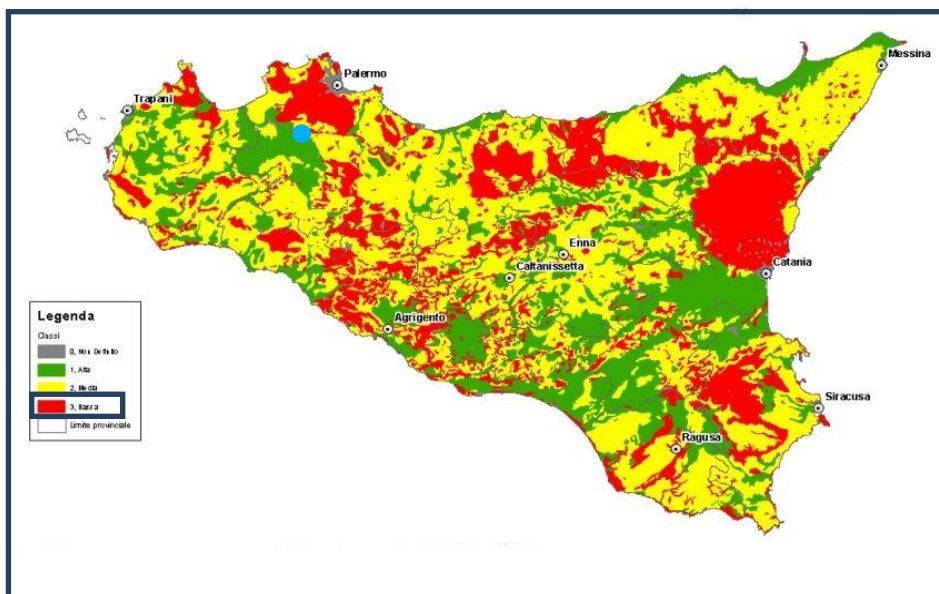 Messina
Palermo
Trapani
Enna
Catania
Caltanissetta
Agrigento
Legenda
Classi
0, Non Definito
1, Alta
2, Media
3, Bassa
Limite provinciale
Siracusa
Ragusa